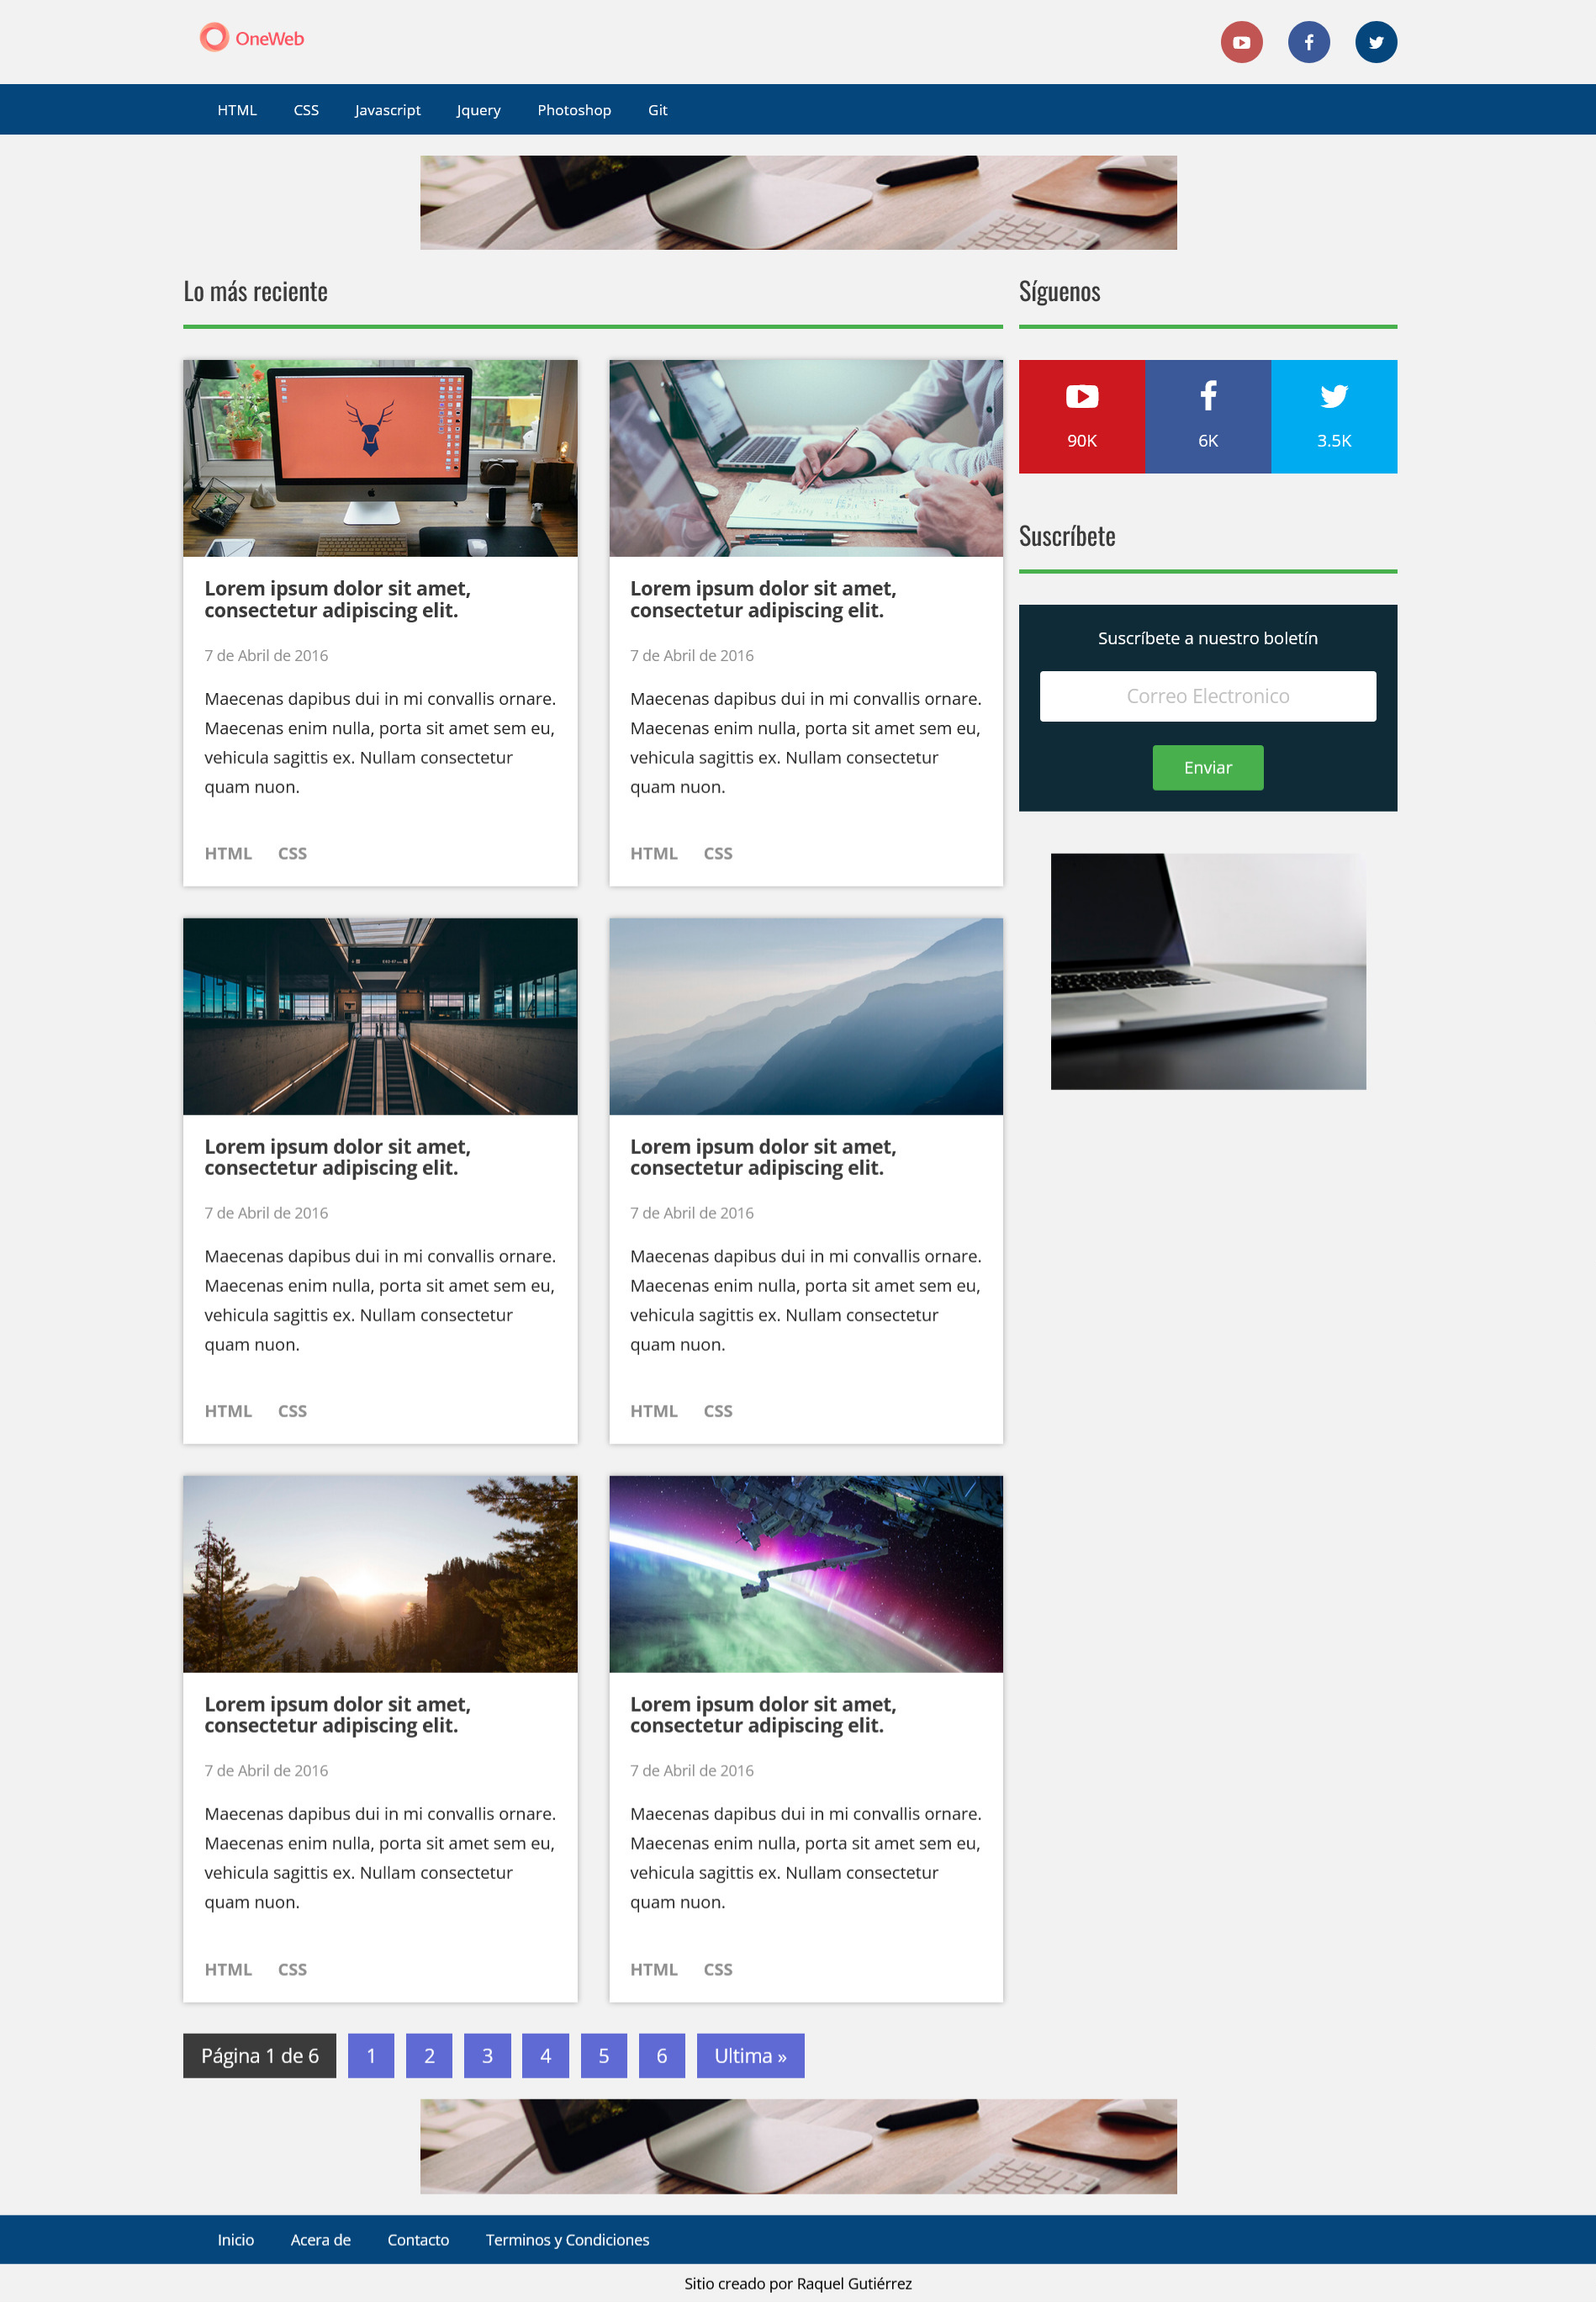 OneWeb
HTML CSS Javascript Jquery Photoshop Git
Lo más reciente
Lorem ipsum dolor sit amet,
consectetur adipiscing elit.
7 de Abril de 2016
Maecenas dapibus dui in mi convallis ornare.
Maecenas enim nulla, porta sit amet sem eu,
vehicula sagittis ex. Nullam consectetur
quam nuon.
HTML CSS
Lorem ipsum dolor sit amet,
consectetur adipiscing elit.
7 de Abril de 2016
Maecenas dapibus dui in mi convallis ornare.
Maecenas enim nulla, porta sit amet sem eu,
vehicula sagittis ex. Nullam consectetur
quam nuon.
HTML CSS
Lorem ipsum dolor sit amet,
consectetur adipiscing elit.
7 de Abril de 2016
Maecenas dapibus dui in mi convallis ornare.
Maecenas enim nulla, porta sit amet sem eu,
vehicula sagittis ex. Nullam consectetur
quam nuon.
HTML CSS
Lorem ipsum dolor sit amet,
consectetur adipiscing elit.
7 de Abril de 2016
Maecenas dapibus dui in mi convallis ornare.
Maecenas enim nulla, porta sit amet sem eu,
vehicula sagittis ex. Nullam consectetur
quam nuon.
HTML CSS
Lorem ipsum dolor sit amet,
consectetur adipiscing elit.
7 de Abril de 2016
Maecenas dapibus dui in mi convallis ornare.
Maecenas enim nulla, porta sit amet sem eu,
vehicula sagittis ex. Nullam consectetur
quam nuon.
HTML CSS
Lorem ipsum dolor sit amet,
consectetur adipiscing elit.
7 de Abril de 2016
Maecenas dapibus dui in mi convallis ornare.
Maecenas enim nulla, porta sit amet sem eu,
vehicula sagittis ex. Nullam consectetur
quam nuon.
HTML CSS
Página 1 de 6 1 2 3 4 5 6 Ultima »
Síguenos
90K 6K 3.5K
Suscríbete
Suscríbete a nuestro boletín
Correo Electronico
Enviar
Inicio Acera de Contacto Terminos y Condiciones
Sitio creado por Raquel Gutiérrez